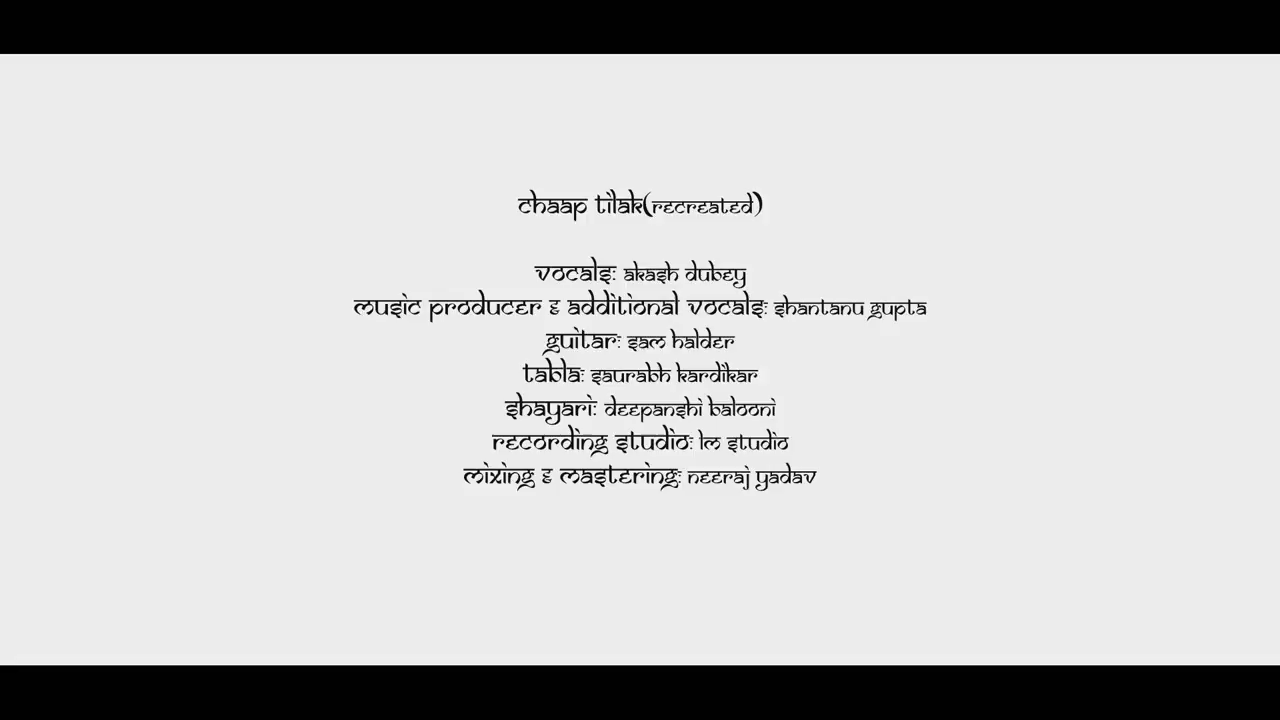 chaap tilak(recreated)
vocals: akash dubey
music producer & additional vocals: shantanu gupta
guitar: sam halder
tabla: saurabh kardikar
shayari: deepanshi balooni
recording studio: lm studio
mixing & mastering: neeraj yadav